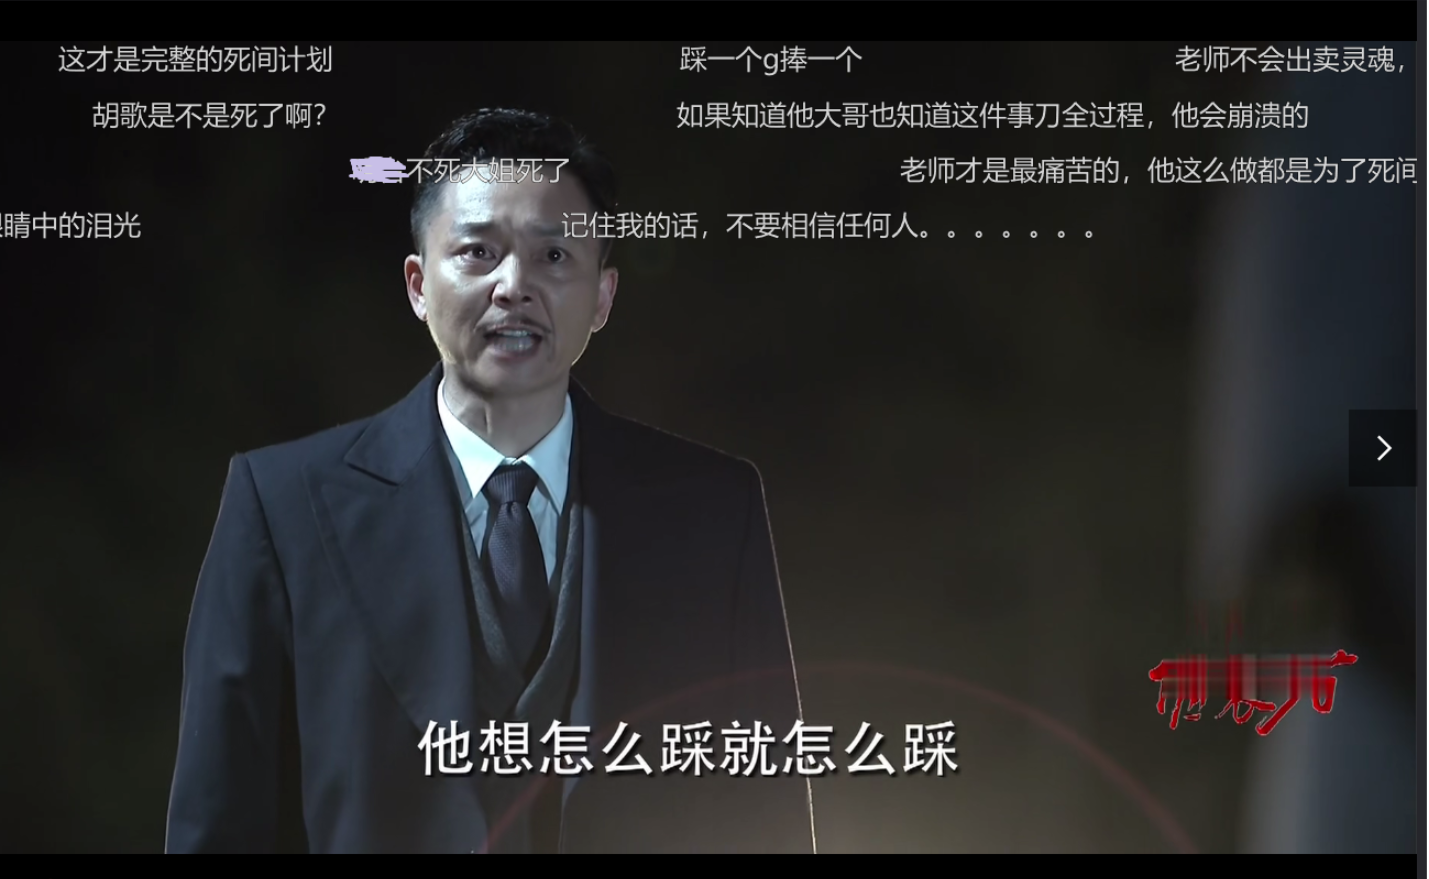 这才是完整的死间计划
踩一个g捧一个
老师不会出卖灵魂，
胡歌是不是死了啊？
如果知道他大哥也知道这件事刀全过程，他会崩溃的
不死大姐死了
老师才是最痛苦的，他这么做都是为了死间
眼睛中的泪光
记住我的话，不要相信任何人。。。。。。。
他想怎么踩就怎么踩